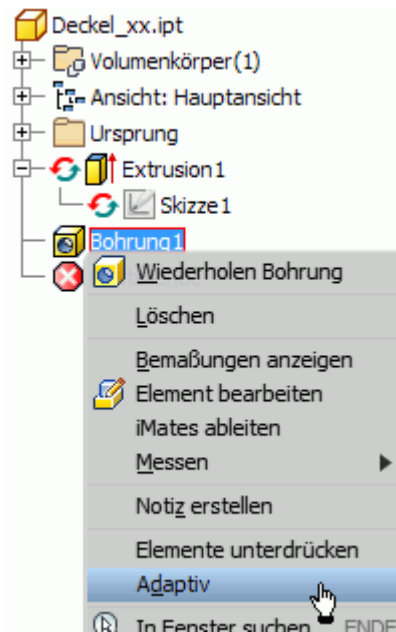 Deckel_xx.ipt
Volumenkörper(1)
Ansicht: Hauptansicht
Ursprung
Extrusion1
Skizze1
Bohrung1
Wiederholen Bohrung
Löschen
Bemaßungen anzeigen
Element bearbeiten
iMates ableiten
Messen
Notiz erstellen
Elemente unterdrücken
Adaptiv
In Fenster suchen ENDE